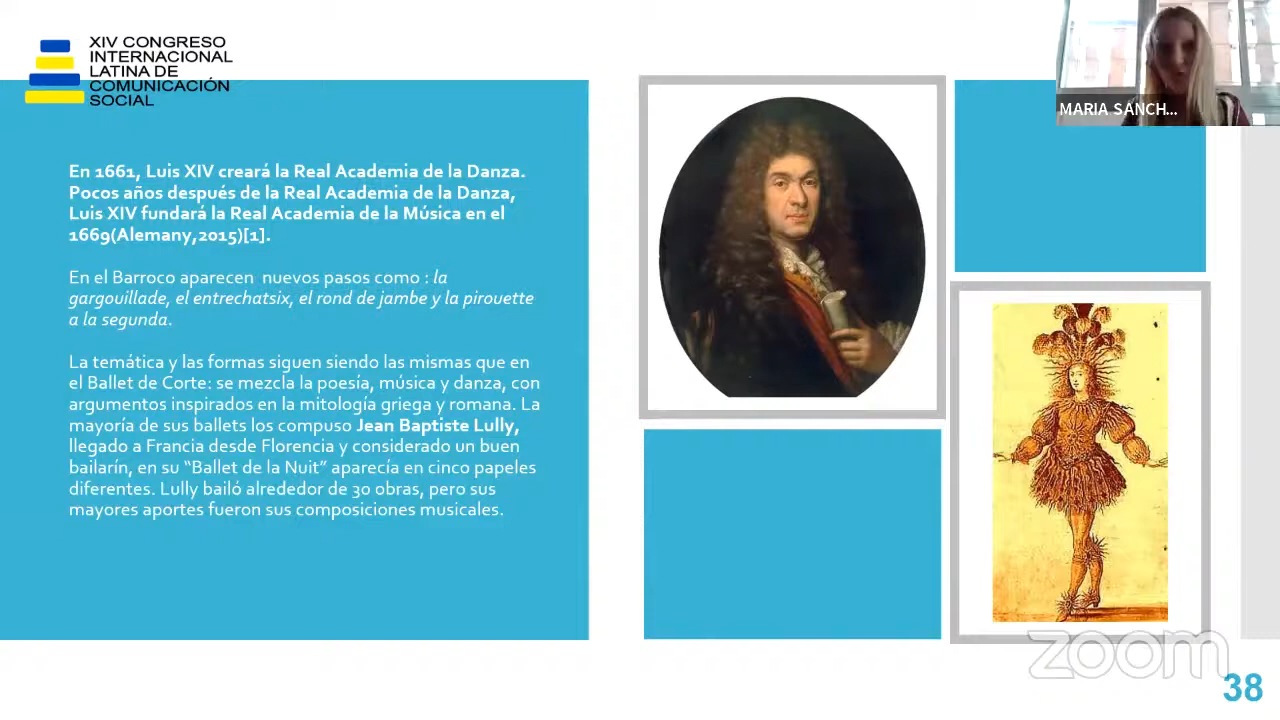 XIV CONGRESO
INTERNACIONAL
LATINA DE
COMUNICACIÓN
SOCIAL
MARIA SANCH...
En 1661, Luis XIV creará la Real Academia de la Danza.
Pocos años después de la Real Academia de la Danza,
Luis XIV fundará la Real Academia de la Música en el
1669(Alemany,2015)[1].
En el Barroco aparecen nuevos pasos como : la
gargouillade, el entrechatsix, el rond de jambe y la pirouette
a la segunda.
La temática y las formas siguen siendo las mismas que en
el Ballet de Corte: se mezcla la poesía, música y danza, con
argumentos inspirados en la mitología griega y romana. La
mayoría de sus ballets los compuso Jean Baptiste Lully,
llegado a Francia desde Florencia y considerado un buen
bailarín, en su “Ballet de la Nuit” aparecía en cinco papeles
diferentes. Lully bailó alrededor de 30 obras, pero sus
mayores aportes fueron sus composiciones musicales.
zoom
38